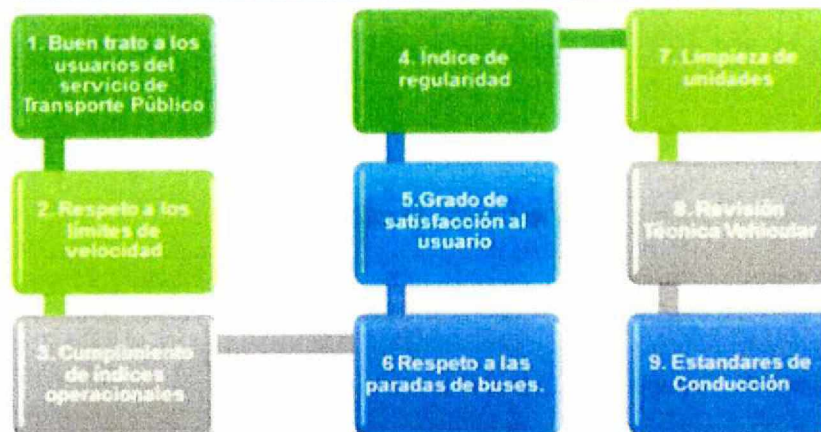 1. Buen trato a los
usuarios del
servicio de
Transporte Público
2. Respeto a los
límites de
velocidad
3. Cumplimiento
de índices
operacionales
4. Índice de
regularidad
5.Grado de
satisfacción al
usuario
6 Respeto a las
paradas de buses.
7. Limpieza de
unidades
8. Revisión
Técnica Vehicular
9. Estandares de
Conducción